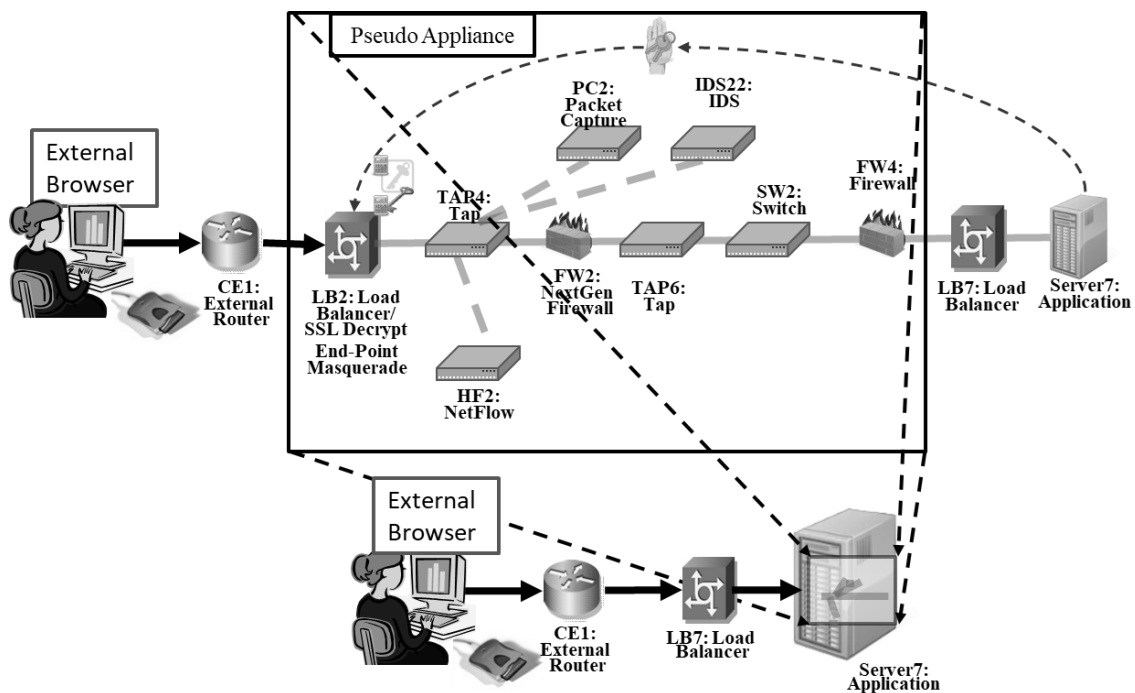 Pseudo Appliance
PC2:
Packet
Capture
IDS22:
IDS
External
Browser
TAP4:
Tap
SW2:
Switch
FW4:
Firewall
CE1:
External
Router
LB2: Load
Balancer/
SSL Decrypt
End-Point
Masquerade
FW2:
NextGen
Firewall
TAP6:
Tap
LB7: Load
Balancer
Server7:
Application
HF2:
NetFlow
External
Browser
CE1:
External
Router
LB7: Load
Balancer
Server7:
Application